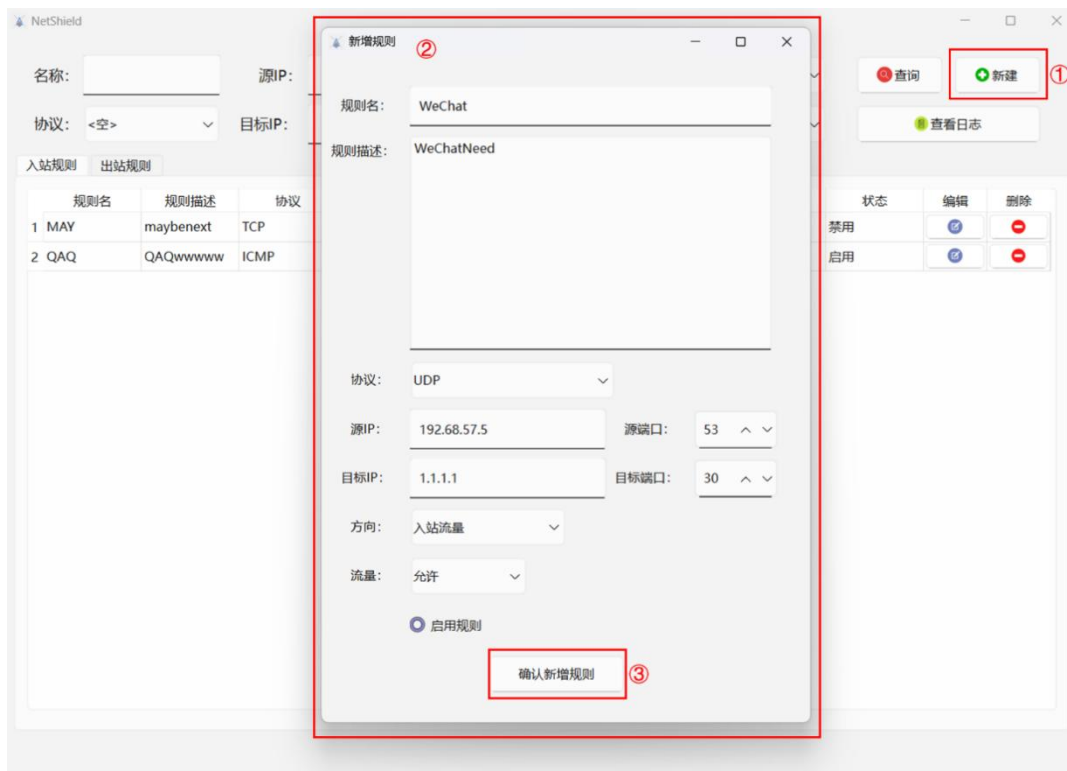 NetShield
新增规则
②
名称:
源IP:
查询
新建
①
规则名:
WeChat
协议:
<空>
目标IP:
查看日志
规则描述:
WeChatNeed
入站规则
出站规则
规则名 规则描述 协议 状态 编辑 删除
1 MAY maybenext TCP 禁用
2 QAQ QAQwwwww ICMP 启用
协议:
UDP
源IP:
192.68.57.5
源端口:
53
目标IP:
1.1.1.1
目标端口:
30
方向:
入站流量
流量:
允许
启用规则
确认新增规则
③